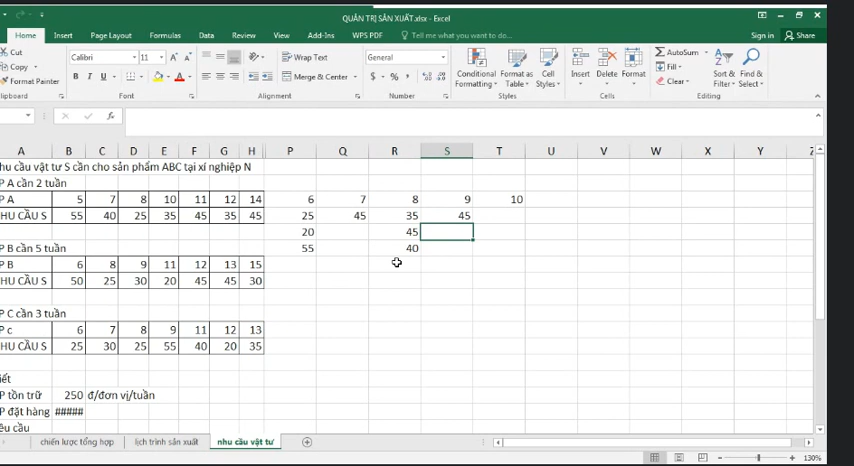 QUẢN TRỊ SẢN XUẤT.xlsx - Excel
Home Insert Page Layout Formulas Data Review View Add-Ins WPS PDF Tell me what you want to do... Sign in Share
Cut
Copy
Format Painter
Calibri 11
Wrap Text
Merge & Center
General
Conditional Formatting
Format as Table
Cell Styles
Insert Delete Format
AutoSum
Fill
Clear
Sort & Filter
Find & Select
Font Alignment Number Styles Cells Editing
A B C D E F G H P Q R S T U V W X Y
hu cầu vật tư S cần cho sản phẩm ABC tại xí nghiệp N
P A cần 2 tuần
P A 5 7 8 10 11 12 14 6 7 8 9 10
HU CẦU S 55 40 25 35 45 35 45 25 45 35 45
20 45
P B cần 5 tuần 55 40
P B 6 8 9 11 12 13 15
HU CẦU S 50 25 30 20 45 45 30
P C cần 3 tuần
P c 6 7 8 9 11 12 13
HU CẦU S 25 30 25 55 40 20 35
iết
P tồn trữ 250 đ/đơn vị/tuần
P đặt hàng #####
êu cầu
chiến lược tổng hợp lịch trình sản xuất nhu cầu vật tư
130%